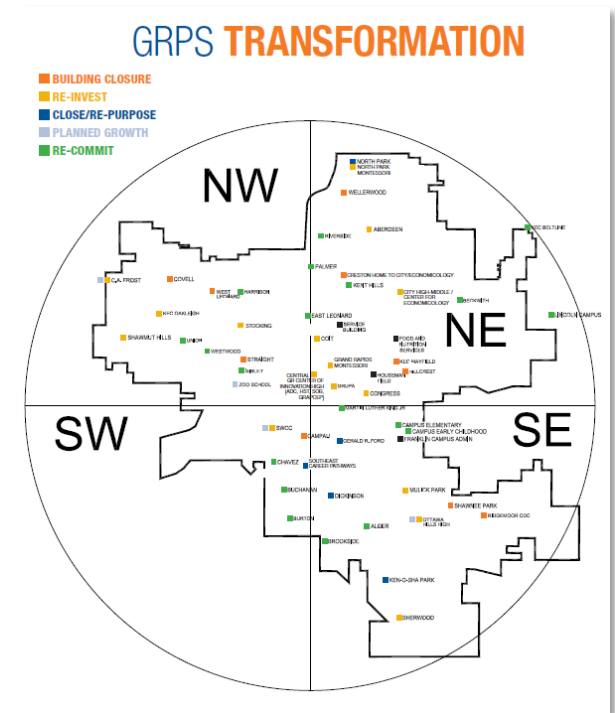 GRPS TRANSFORMATION
BUILDING CLOSURE
RE-INVEST
CLOSE/RE-PURPOSE
PLANNED GROWTH
RE-COMMIT
NW
NORTH PARK
NORTH PARK
MONTESSORI
WELLERWOOD
ABERDEEN
RIVERSIDE
KEC BELTLINE
PALMER
CRESTON HOME TO CITY/ECONOMICOLOGY
C.A. FROST
COVELL
KENT HILLS
WEST
LEONARD
HARRISON
CITY HIGH-MIDDLE /
CENTER FOR
ECONOMICOLOGY
BECKWITH
KEC OAKLEIGH
EAST LEONARD
LINCOLN CAMPUS
STOCKING
SERVICE
BUILDING
NE
SHAWMUT HILLS
UNION
COIT
FOOD AND
NUTRITION
SERVICES
WESTWOOD
STRAIGHT
GRAND RAPIDS
MONTESSORI
KEC MAYFIELD
SIBLEY
CENTRAL
GR CENTER OF
INNOVATION HIGH
HOUSEMAN
FIELD
HILLCREST
ZOO SCHOOL
CONGRESS
MARTIN LUTHER KING JR
SW
SE
SWCC
CAMPAU
CAMPUS ELEMENTARY
CAMPUS EARLY CHILDHOOD
GERALD R. FORD
FRANKLIN CAMPUS ADMIN
CHAVEZ
SOUTHEAST
CAREER PATHWAYS
BUCHANAN
DICKINSON
MULICK PARK
SHAWNEE PARK
RIDGEMOOR CDC
BURTON
ALGER
OTTAWA
HILLS HIGH
BROOKSIDE
KEN-O-SHA PARK
SHERWOOD